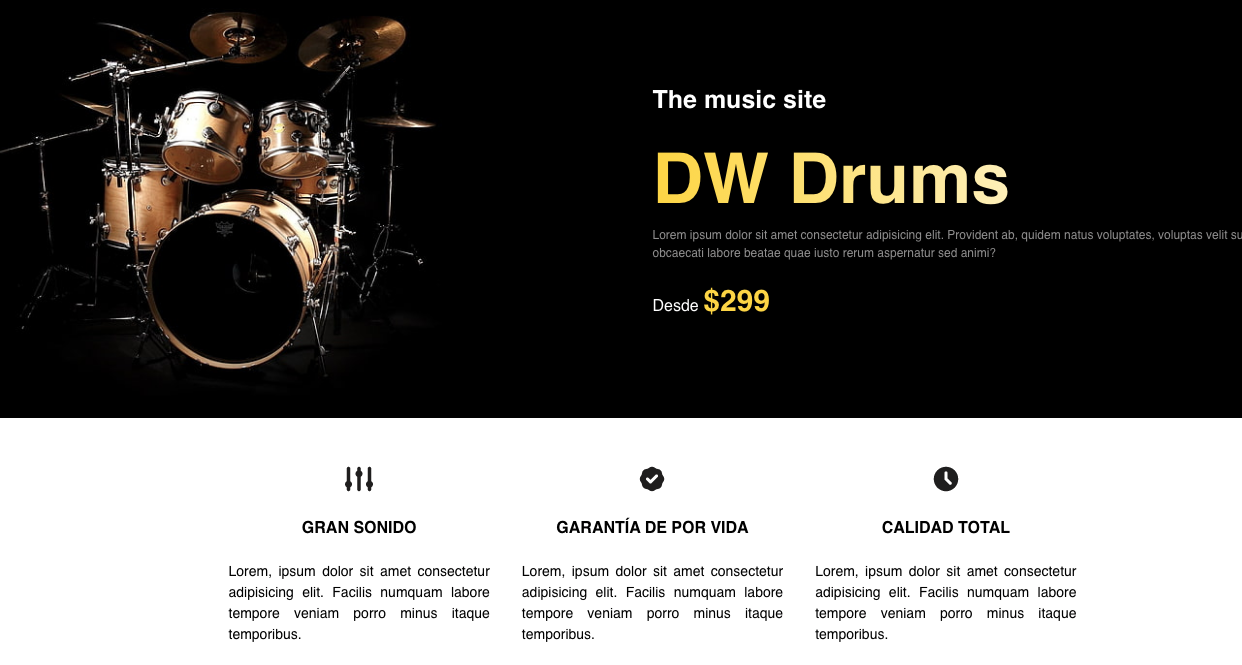 The music site
DW Drums
Lorem ipsum dolor sit amet consectetur adipisicing elit. Provident ab, quidem natus voluptates, voluptas velit
obcaecati labore beatae quae iusto rerum aspernatur sed animi?
Desde $299
GRAN SONIDO
Lorem, ipsum dolor sit amet consectetur
adipisicing elit. Facilis numquam labore
tempore veniam porro minus itaque
temporibus.
GARANTÍA DE POR VIDA
Lorem, ipsum dolor sit amet consectetur
adipisicing elit. Facilis numquam labore
tempore veniam porro minus itaque
temporibus.
CALIDAD TOTAL
Lorem, ipsum dolor sit amet consectetur
adipisicing elit. Facilis numquam labore
tempore veniam porro minus itaque
temporibus.